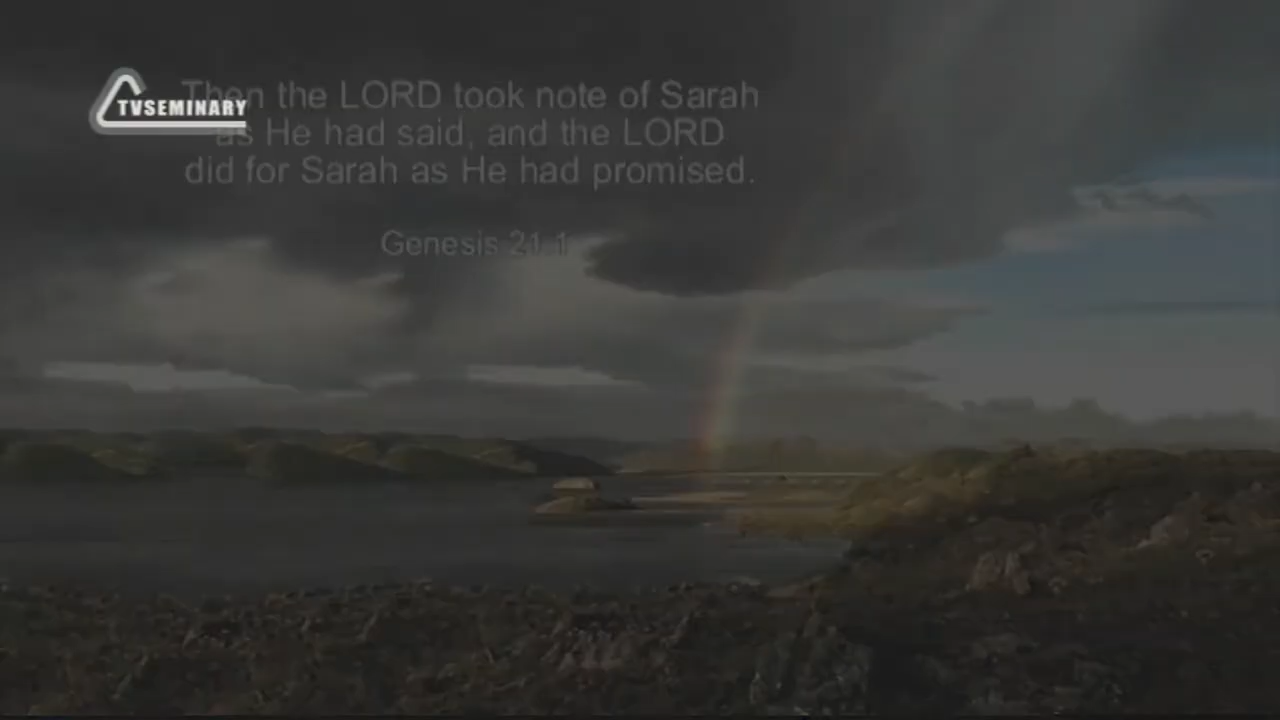 TVSEMINARY
Then the LORD took note of Sarah
as He had said, and the LORD
did for Sarah as He had promised.
Genesis 21:1